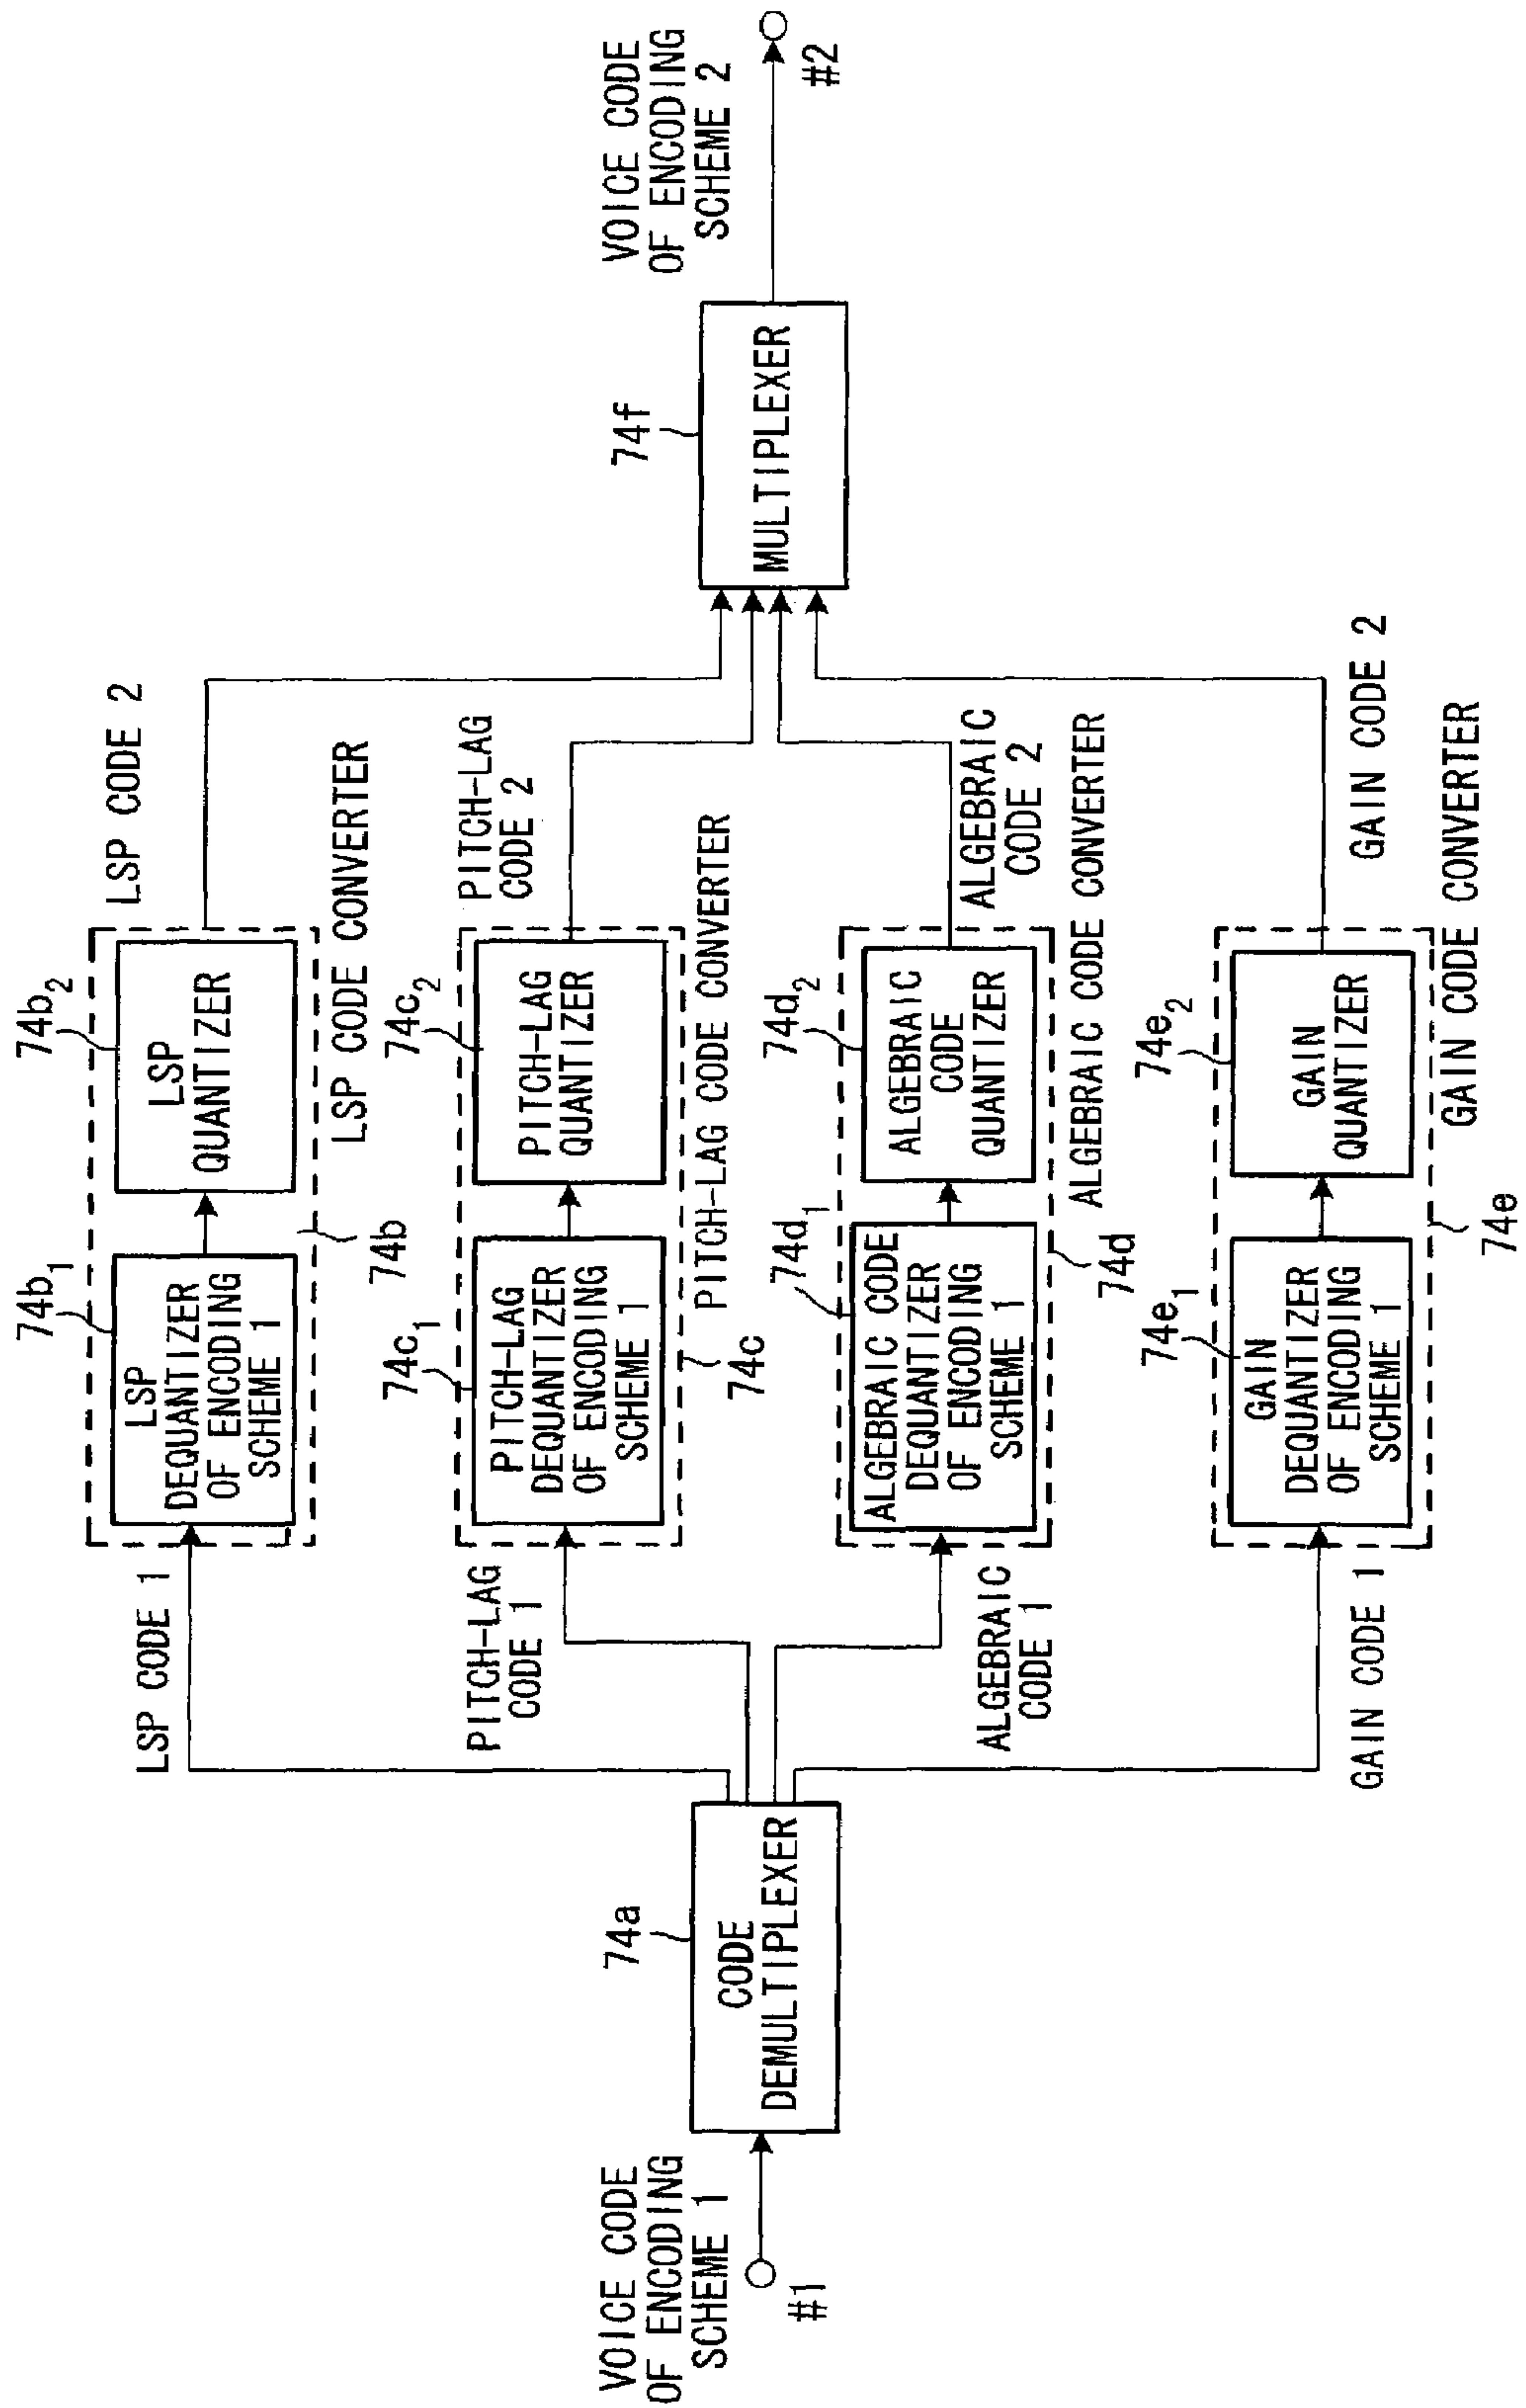 VOICE CODE
OF ENCODING
SCHEME 1
#1
74a
CODE
DEMULTIPLEXER
LSP CODE 1
PITCH-LAG
CODE 1
ALGEBRAIC
CODE 1
GAIN CODE 1
74b1
LSP
DEQUANTIZER
OF ENCODING
SCHEME 1
74b2
LSP
QUANTIZER
74b
LSP CODE CONVERTER
LSP CODE 2
74c1
PITCH-LAG
DEQUANTIZER
OF ENCODING
SCHEME 1
74c2
PITCH-LAG
QUANTIZER
74c
PITCH-LAG CODE CONVERTER
PITCH-LAG
CODE 2
74d1
ALGEBRAIC CODE
DEQUANTIZER
OF ENCODING
SCHEME 1
74d2
ALGEBRAIC
CODE
QUANTIZER
74d
ALGEBRAIC CODE CONVERTER
ALGEBRAIC
CODE 2
74e1
GAIN
DEQUANTIZER
OF ENCODING
SCHEME 1
74e2
GAIN
QUANTIZER
74e
GAIN CODE CONVERTER
GAIN CODE 2
74f
MULTIPLEXER
VOICE CODE
OF ENCODING
SCHEME 2
#2